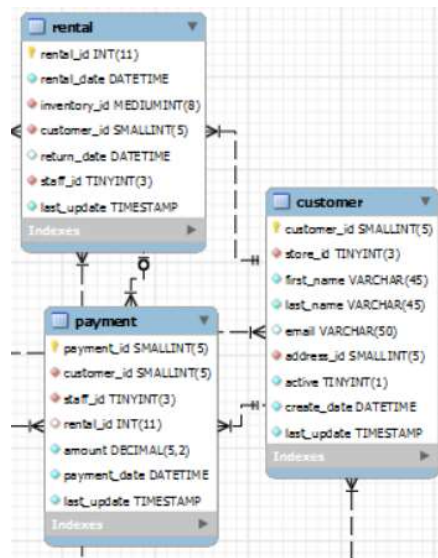 rental
rental_id INT(11)
rental_date DATETIME
inventory_id MEDIUMINT(8)
customer_id SMALLINT(5)
return_date DATETIME
staff_id TINYINT(3)
last_update TIMESTAMP
Indexes
customer
customer_id SMALLINT(5)
store_id TINYINT(3)
first_name VARCHAR(45)
last_name VARCHAR(45)
email VARCHAR(50)
address_id SMALLINT(5)
active TINYINT(1)
create_date DATETIME
last_update TIMESTAMP
Indexes
payment
payment_id SMALLINT(5)
customer_id SMALLINT(5)
staff_id TINYINT(3)
rental_id INT(11)
amount DECIMAL(5,2)
payment_date DATETIME
last_update TIMESTAMP
Indexes